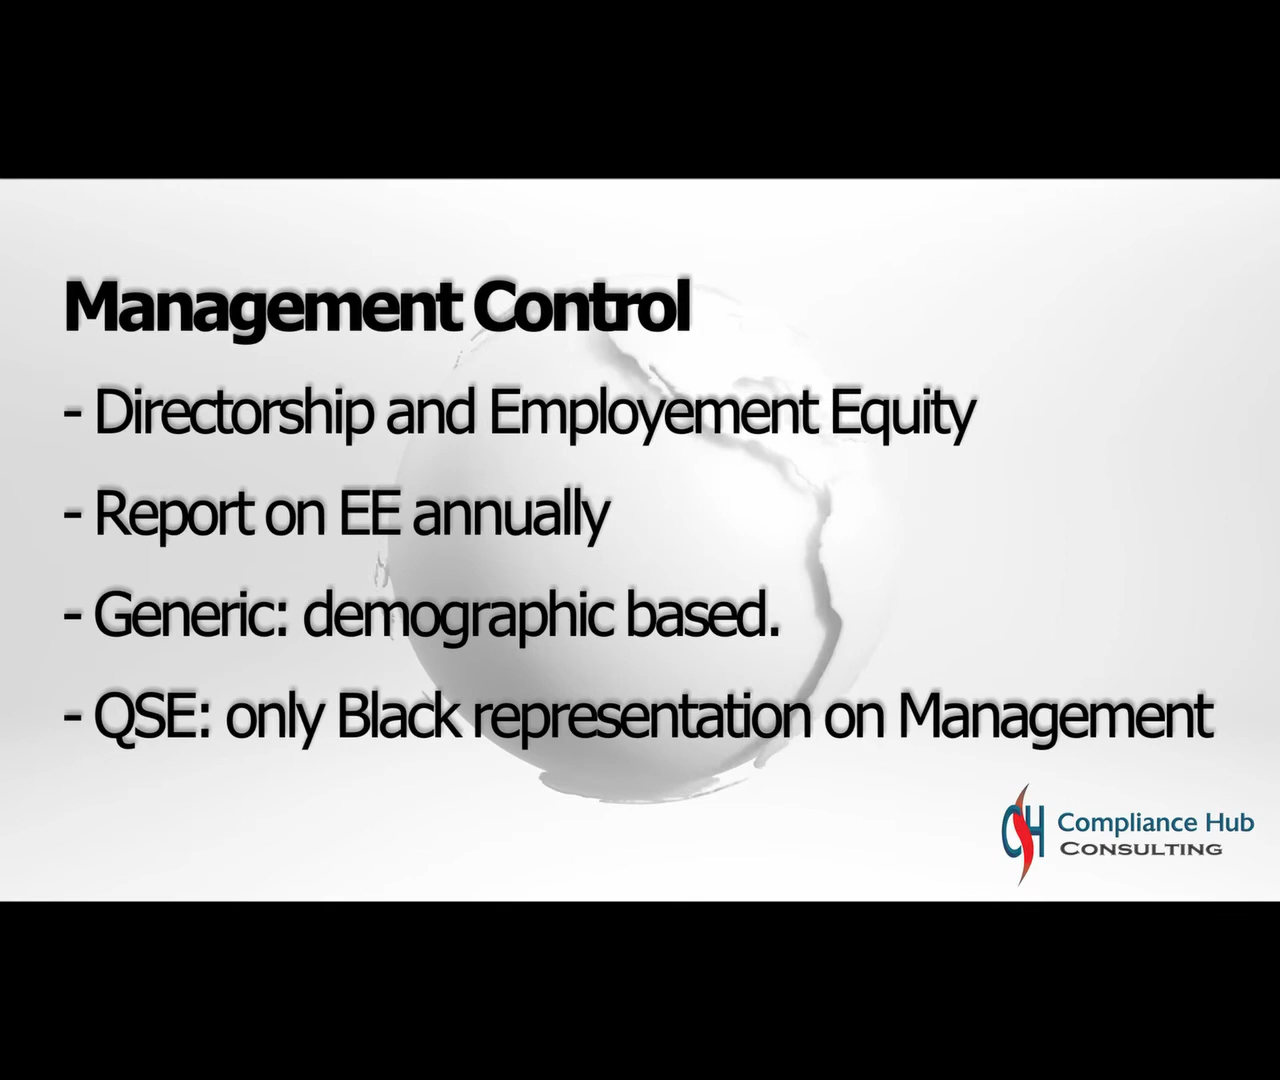 Management Control
- Directorship and Employement Equity
- Report on EE annually
- Generic: demographic based.
- QSE: only Black representation on Management
CSH Compliance Hub
CONSULTING